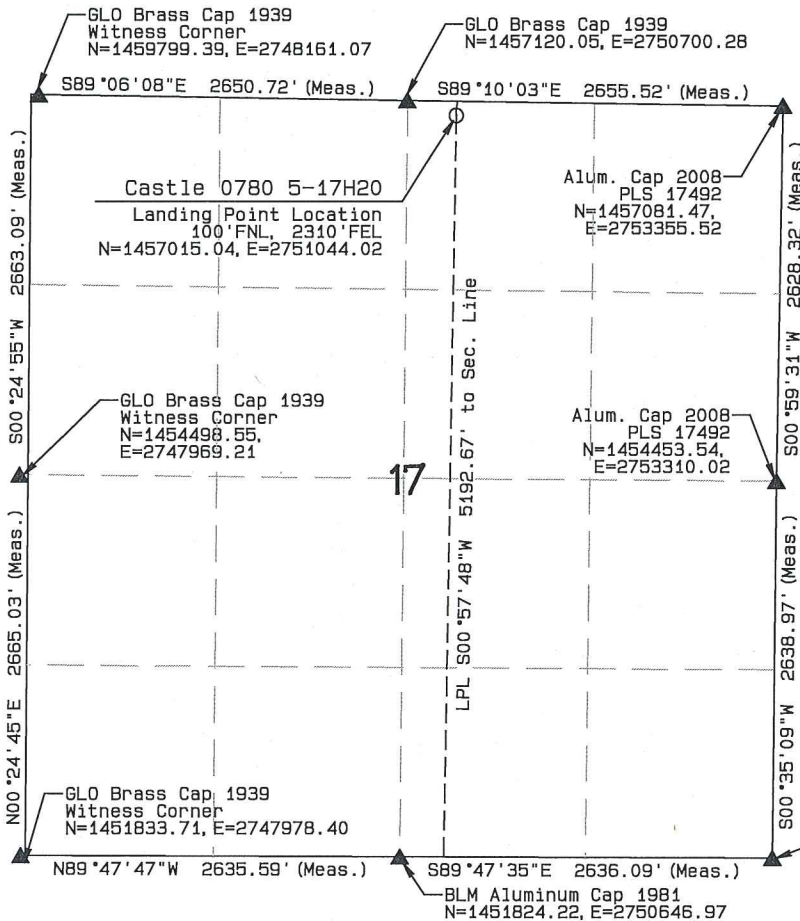 GLO Brass Cap 1939
Witness Corner
N=1459799.39, E=2748161.07
GLO Brass Cap 1939
N=1457120.05, E=2750700.28
S89°06'08"E 2650.72' (Meas.)
S89°10'03"E 2655.52' (Meas.)
Castle 0780 5-17H20
Landing Point Location
100'FNL, 2310'FEL
N=1457015.04, E=2751044.02
Alum. Cap 2008
PLS 17492
N=1457081.47,
E=2753355.52
S00°24'55"W 2663.09' (Meas.)
S00°59'31"W 2628.32' (Meas.)
GLO Brass Cap 1939
Witness Corner
N=1454498.55,
E=2747969.21
Alum. Cap 2008
PLS 17492
N=1454453.54,
E=2753310.02
17
LPL S00°57'48"W 5192.67' to Sec. Line
N00°24'45"E 2665.03' (Meas.)
S00°35'09"W 2638.97' (Meas.)
GLO Brass Cap 1939
Witness Corner
N=1451833.71, E=2747978.40
N89°47'47"W 2635.59' (Meas.)
S89°47'35"E 2636.09' (Meas.)
BLM Aluminum Cap 1981
N=1451824.22, E=2750646.97